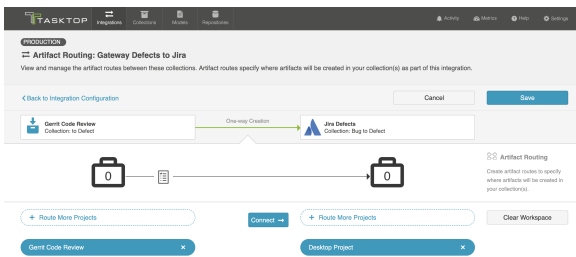 TASKTOP
Integrations
Collections
Models
Repositories
Activity
Metrics
Help
Settings
PRODUCTION
Artifact Routing: Gateway Defects to Jira
View and manage the artifact routes between these collections. Artifact routes specify where artifacts will be created in your collection(s) as part of this integration.
Back to Integration Configuration
Cancel
Save
Gerrit Code Review
Collection: to Defect
One-way Creation
Jira Defects
Collection: Bug to Defect
0
0
Artifact Routing
Create artifact routes to specify
where artifacts will be created in
your collection(s).
+ Route More Projects
Connect →
+ Route More Projects
Clear Workspace
Gerrit Code Review ×
Desktop Project ×